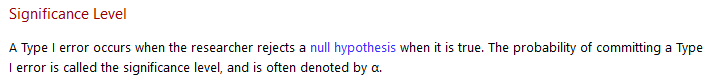 Significance Level
A Type I error occurs when the researcher rejects a null hypothesis when it is true. The probability of committing a Type
I error is called the significance level, and is often denoted by α.